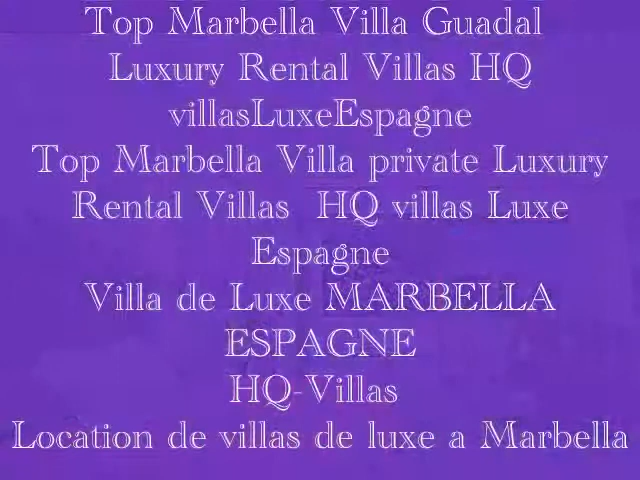 Top Marbella Villa Guadal
Luxury Rental Villas HQ
villasLuxeEspagne
Top Marbella Villa private Luxury
Rental Villas HQ villas Luxe
Espagne
Villa de Luxe MARBELLA
ESPAGNE
HQ-Villas
Location de villas de luxe a Marbella